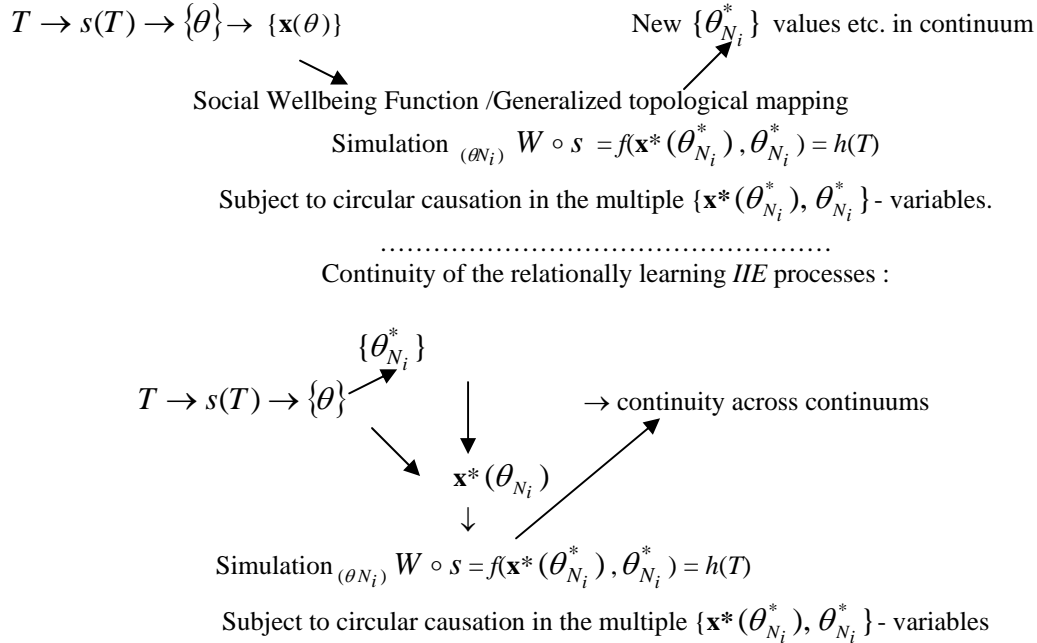 T → s(T) → {θ} → {x(θ)} New {θ*_{N_i}} values etc. in continuum
Social Wellbeing Function /Generalized topological mapping
Simulation _{(θN_i)} W ∘ s = f(x*(θ*_{N_i}), θ*_{N_i}) = h(T)
Subject to circular causation in the multiple {x*(θ*_{N_i}), θ*_{N_i}} - variables.
……………………………………………
Continuity of the relationally learning IIE processes :
{θ*_{N_i}}
T → s(T) → {θ} → continuity across continuums
x*(θ_{N_i})
↓
Simulation _{(θN_i)} W ∘ s = f(x*(θ*_{N_i}), θ*_{N_i}) = h(T)
Subject to circular causation in the multiple {x*(θ*_{N_i}), θ*_{N_i}} - variables